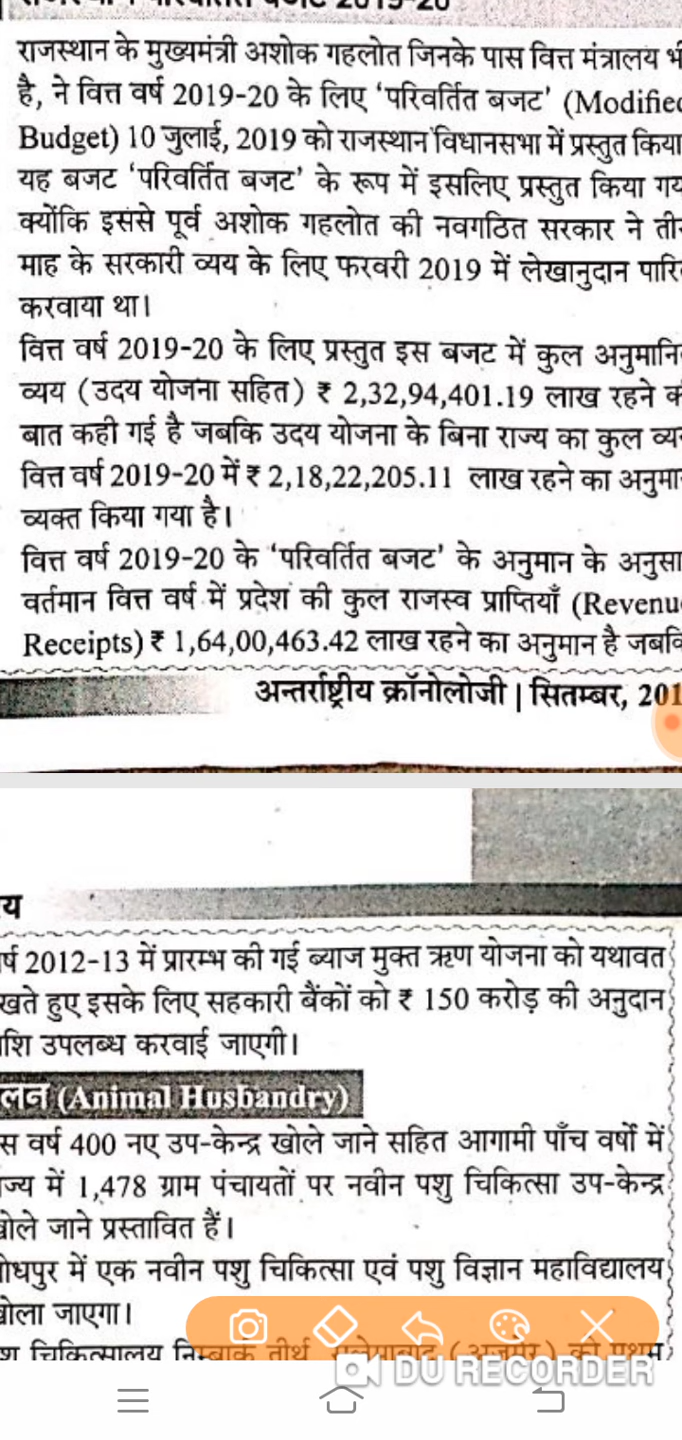 बजट 2019-20
राजस्थान के मुख्यमंत्री अशोक गहलोत जिनके पास वित्त मंत्रालय भी
है, ने वित्त वर्ष 2019-20 के लिए ‘परिवर्तित बजट’ (Modified
Budget) 10 जुलाई, 2019 को राजस्थान विधानसभा में प्रस्तुत किया
यह बजट ‘परिवर्तित बजट’ के रूप में इसलिए प्रस्तुत किया गय
क्योंकि इससे पूर्व अशोक गहलोत की नवगठित सरकार ने ती
माह के सरकारी व्यय के लिए फरवरी 2019 में लेखानुदान पारि
करवाया था।
वित्त वर्ष 2019-20 के लिए प्रस्तुत इस बजट में कुल अनुमानि
व्यय (उदय योजना सहित) ₹ 2,32,94,401.19 लाख रहने क
बात कही गई है जबकि उदय योजना के बिना राज्य का कुल व्य
वित्त वर्ष 2019-20 में ₹ 2,18,22,205.11 लाख रहने का अनुमा
व्यक्त किया गया है।
वित्त वर्ष 2019-20 के ‘परिवर्तित बजट’ के अनुमान के अनुसा
वर्तमान वित्त वर्ष में प्रदेश की कुल राजस्व प्राप्तियाँ (Revenu
Receipts) ₹ 1,64,00,463.42 लाख रहने का अनुमान है जबकि
अन्तर्राष्ट्रीय क्रॉनोलोजी | सितम्बर, 201
य
र्ष 2012-13 में प्रारम्भ की गई ब्याज मुक्त ऋण योजना को यथावत
खते हुए इसके लिए सहकारी बैंकों को ₹ 150 करोड़ की अनुदान
शि उपलब्ध करवाई जाएगी।
लन (Animal Husbandry)
स वर्ष 400 नए उप-केन्द्र खोले जाने सहित आगामी पाँच वर्षों में
ज्य में 1,478 ग्राम पंचायतों पर नवीन पशु चिकित्सा उप-केन्द्र
खोले जाने प्रस्तावित हैं।
ोधपुर में एक नवीन पशु चिकित्सा एवं पशु विज्ञान महाविद्यालय
खोला जाएगा।
चिकित्सालय निम्बार्क तीर्थ (अजमेर) को प्रथम
DU RECORDER